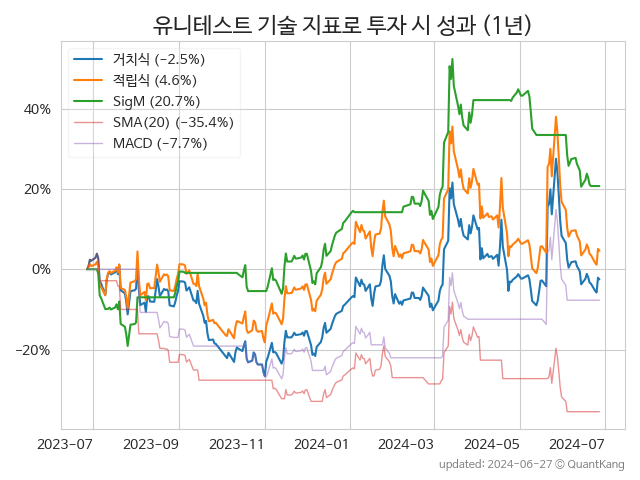 유니테스트 기술 지표로 투자 시 성과 (1년)
거치식 (−2.5%)
적립식 (4.6%)
SigM (20.7%)
SMA(20) (−35.4%)
MACD (−7.7%)
40%
20%
0%
−20%
2023-07 2023-09 2023-11 2024-01 2024-03 2024-05 2024-07
updated: 2024-06-27 © QuantKang